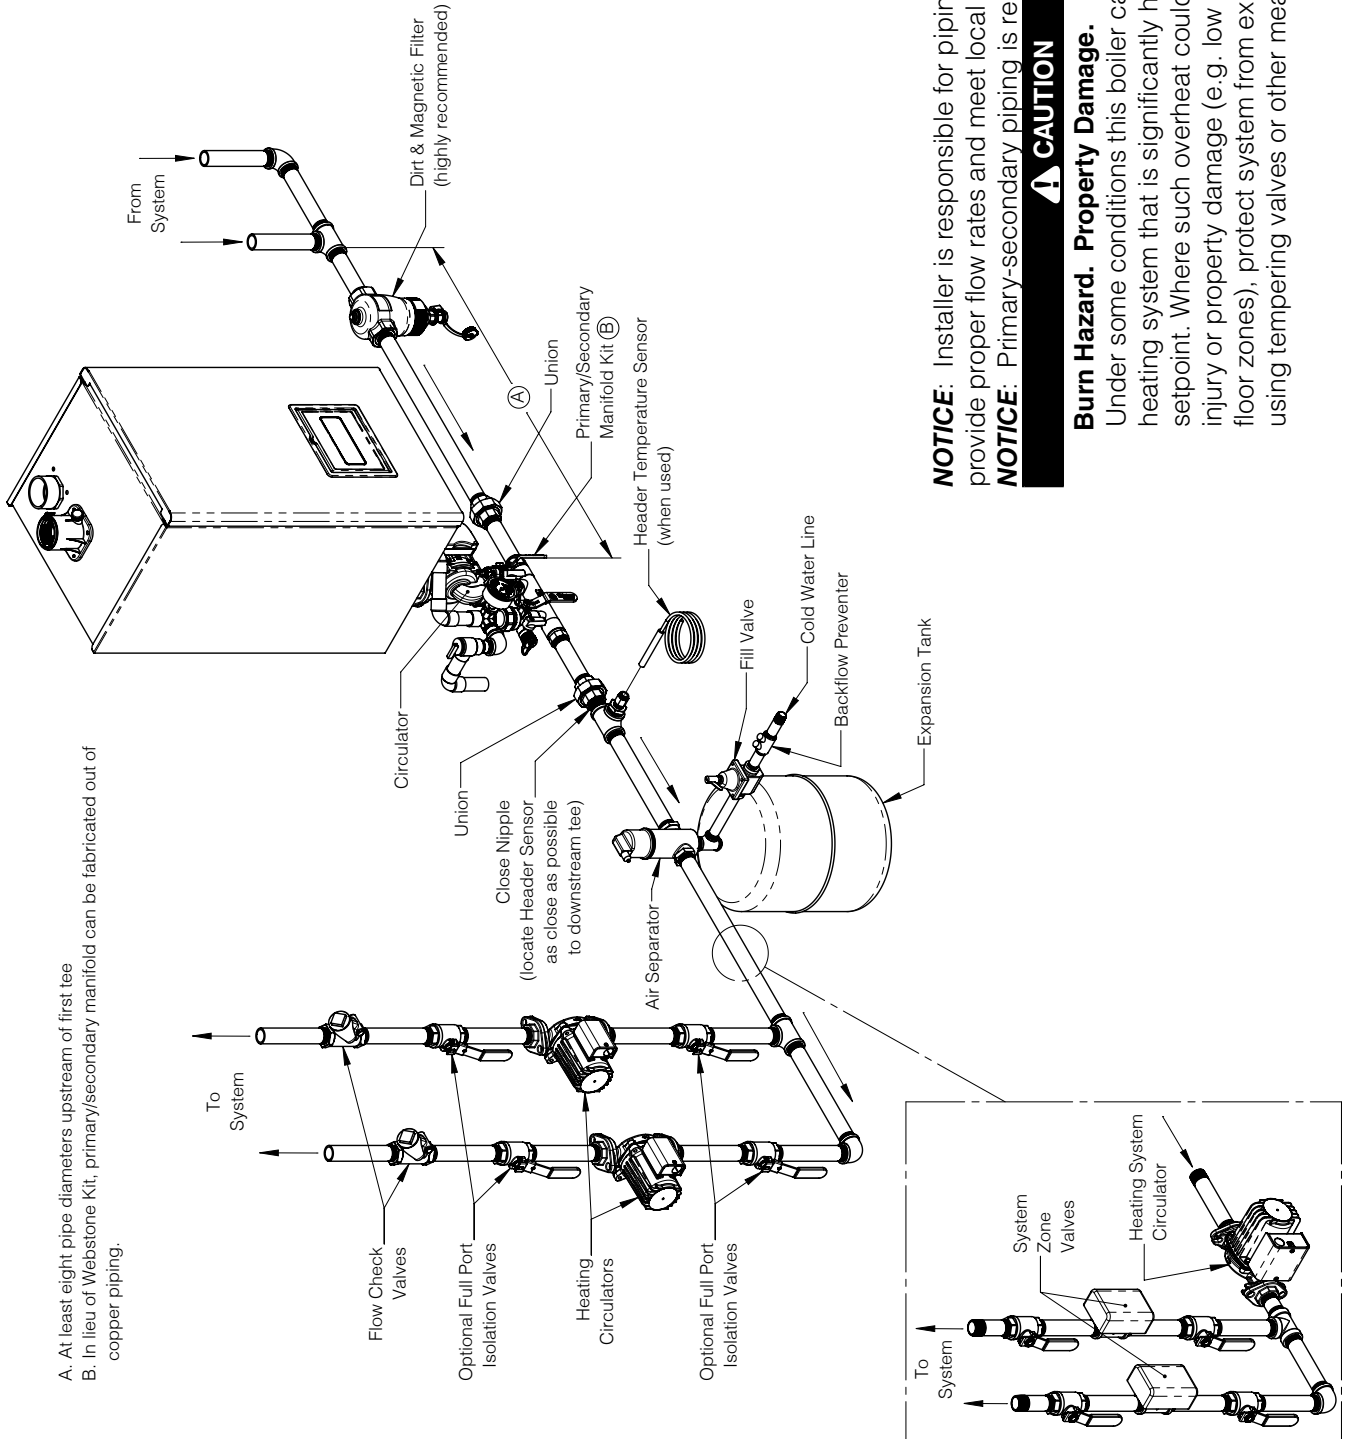 A. At least eight pipe diameters upstream of first tee
B. In lieu of Webstone Kit, primary/secondary manifold can be fabricated out of
copper piping.
From
System
Dirt & Magnetic Filter
(highly recommended)
A
Union
Primary/Secondary
Manifold Kit B
Header Temperature Sensor
(when used)
Circulator
Union
Close Nipple
(locate Header Sensor
as close as possible
to downstream tee)
Air Separator
Fill Valve
Cold Water Line
Backflow Preventer
Expansion Tank
To
System
Flow Check
Valves
Optional Full Port
Isolation Valves
Heating
Circulators
Optional Full Port
Isolation Valves
To
System
System
Zone
Valves
Heating System
Circulator
NOTICE: Installer is responsible for
provide proper flow rates and meet local
NOTICE: Primary-secondary piping is
CAUTION
Burn Hazard. Property Damage.
Under some conditions this boiler
heating system that is significantly
setpoint. Where such overheat could
injury or property damage (e.g. low
floor zones), protect system from
using tempering valves or other